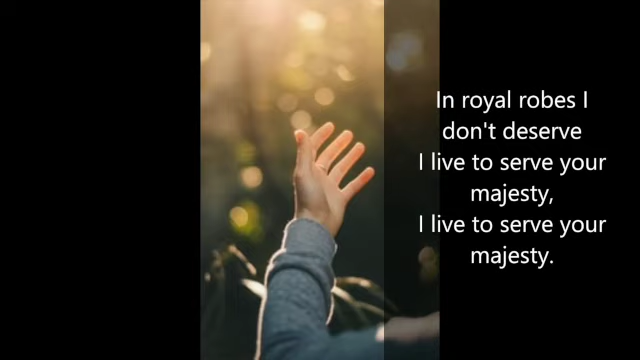 In royal robes I
don't deserve
I live to serve your
majesty,
I live to serve your
majesty.